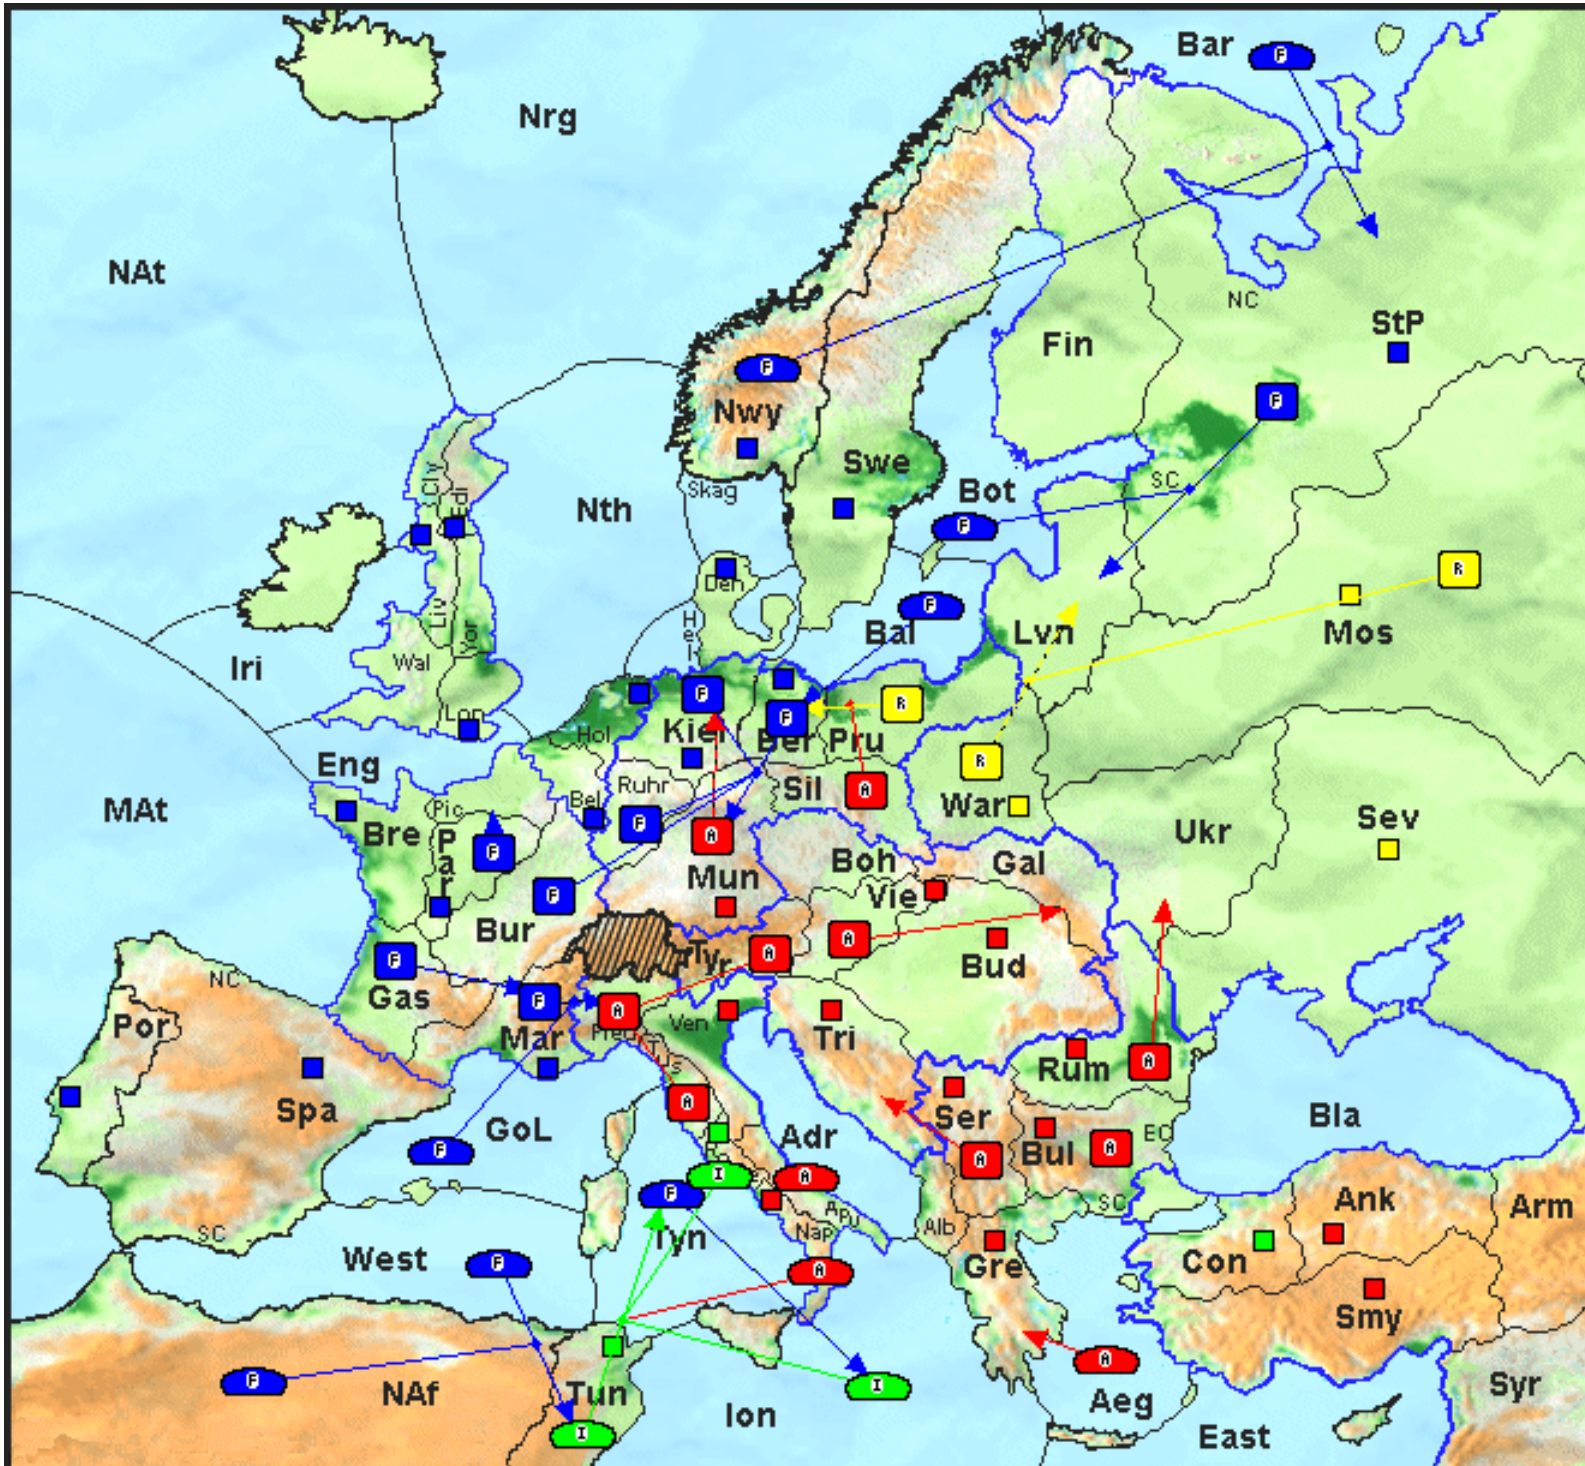 Bar
F
Nrg
NAt
NC
StP
Fin
F
Nwy
F
Swe
SC
Bot
Skag
Cly
Edi
Nth
F
R
Den
Hel
F
Bal
Lvn
Mos
Liv
Yor
Wal
Iri
Lon
F
R
F
Hol
Kiel
Ber
Pru
Eng
Ruhr
Sil
R
A
War
MAt
Pic
Bel
Bre
Par
F
F
A
Ukr
Sev
Boh
Gal
Mun
Vie
F
Bur
A
A
Tyr
Bud
F
NC
Gas
F
A
Por
Mar
Pie
Ven
Tri
Tus
Rum
A
Spa
A
Ser
Bla
GoL
Adr
Bul
A
EC
F
A
I
A
F
Ank
Arm
SC
Apu
SC
Alb
Nap
Tyn
West
F
A
Gre
Con
Smy
A
F
NAf
Tun
I
Ion
Aeg
Syr
I
East